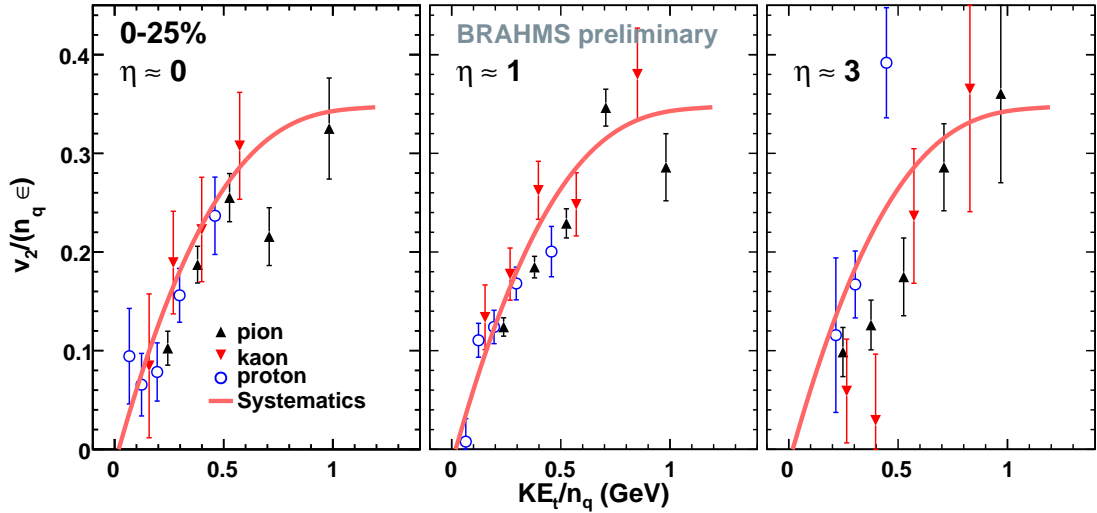 0-25%
η ≈ 0
BRAHMS preliminary
η ≈ 1
η ≈ 3
v2/(nq ∈)
0.4
0.3
0.2
0.1
0
pion
kaon
proton
Systematics
0 0.5 1
0 0.5 1
0 0.5 1
KEt/nq (GeV)